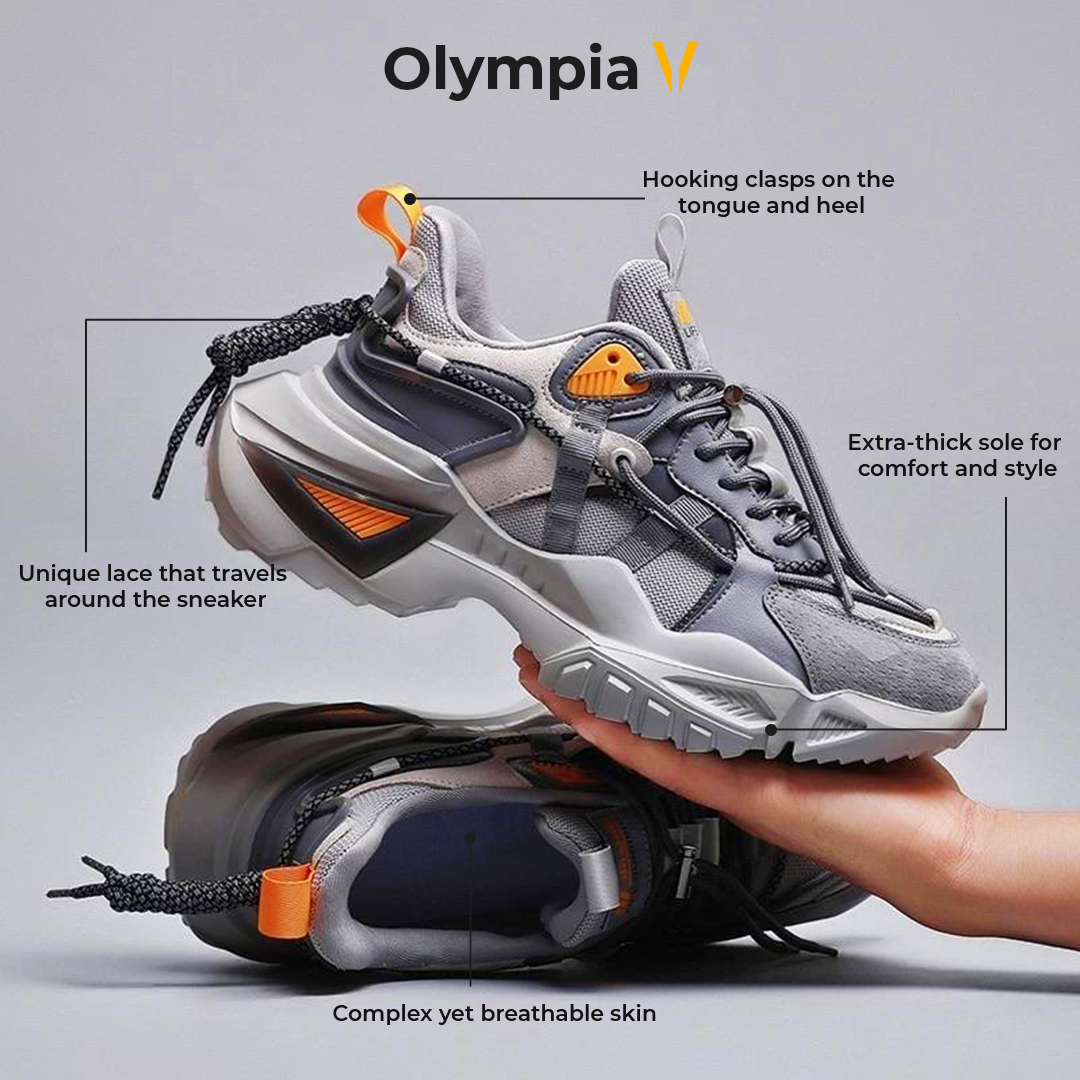 Olympia V
Hooking clasps on the
tongue and heel
Extra-thick sole for
comfort and style
Unique lace that travels
around the sneaker
Complex yet breathable skin